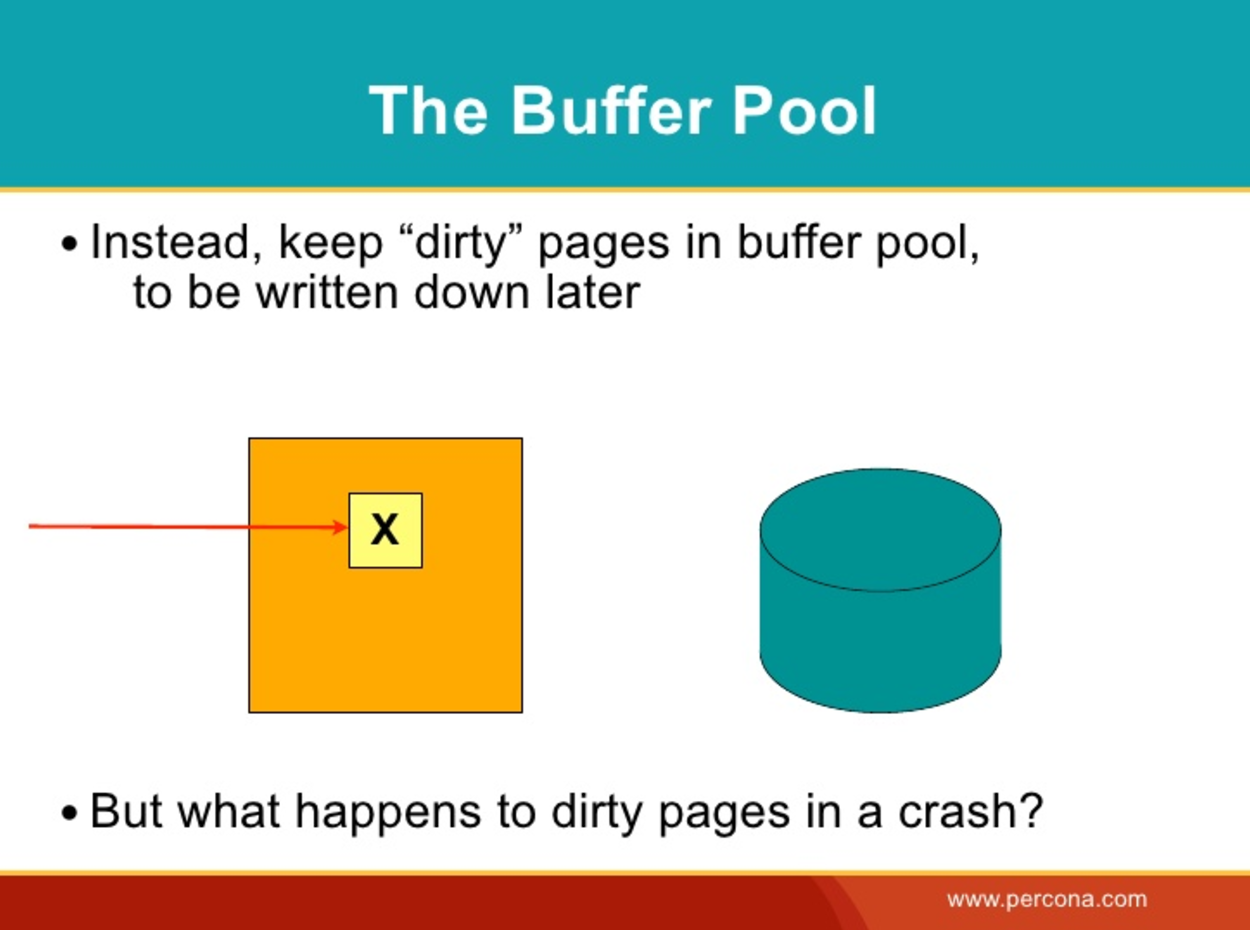 The Buffer Pool
• Instead, keep “dirty” pages in buffer pool,
to be written down later
X
• But what happens to dirty pages in a crash?
www.percona.com